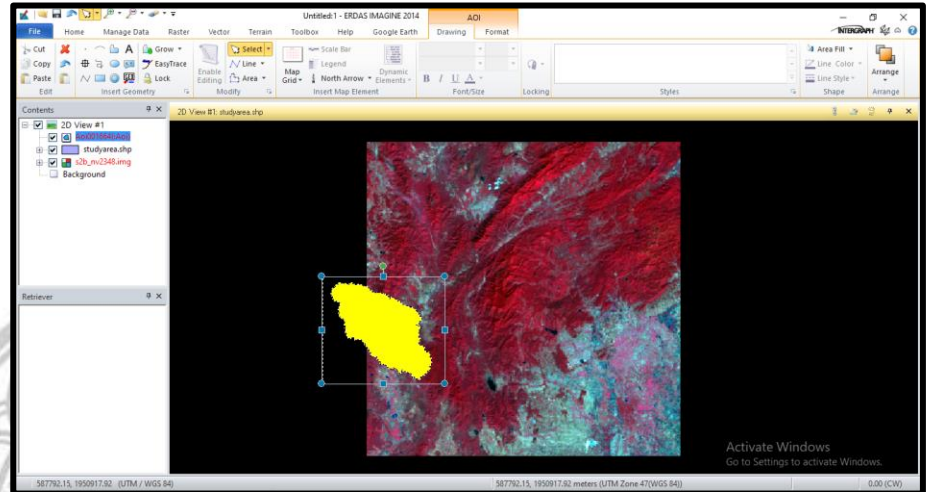 Untitled:1 - ERDAS IMAGINE 2014
AOI
File Home Manage Data Raster Vector Terrain Toolbox Help Google Earth Drawing Format
INTERGRAPH
Cut
Copy
Paste
Edit
A
Grow
EasyTrace
Lock
Insert Geometry
Enable Editing
Select
Line
Area
Modify
Map Grid
Scale Bar
Legend
North Arrow
Dynamic Elements
Insert Map Element
B I U A
Font/Size
Locking
Styles
Area Fill
Line Color
Line Style
Shape
Arrange
Arrange
Contents
2D View #1
studyarea.shp
s2b_nv2348.img
Background
Retriever
2D View #1: studyarea.shp
Activate Windows
Go to Settings to activate Windows.
587792.15, 1950917.92 (UTM / WGS 84)
587792.15, 1950917.92 meters (UTM Zone 47(WGS 84))
0.00 (CW)